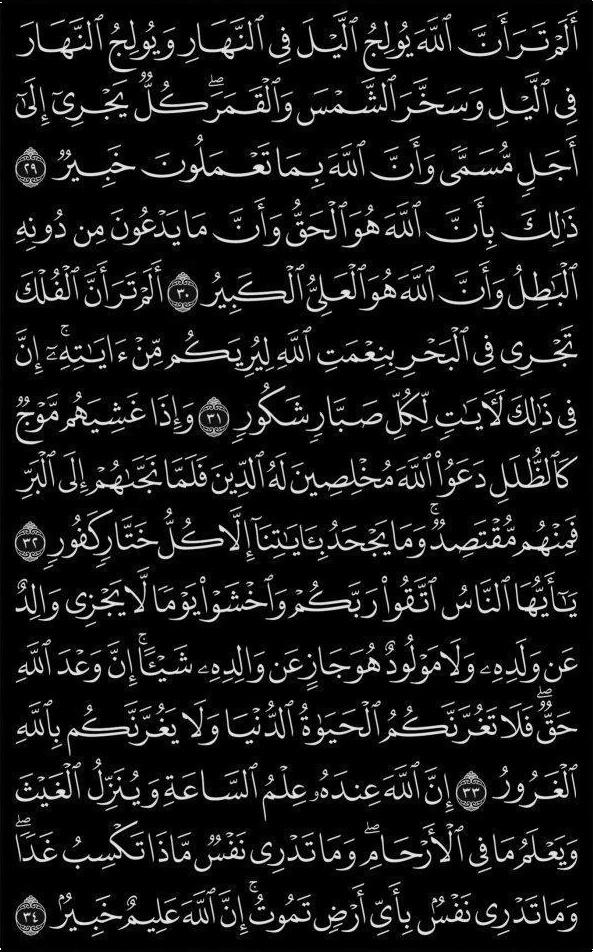 أَلَمۡ تَرَ أَنَّ ٱللَّهَ يُولِجُ ٱلَّيۡلَ فِي ٱلنَّهَارِ وَيُولِجُ ٱلنَّهَارَ
فِي ٱلَّيۡلِ وَسَخَّرَ ٱلشَّمۡسَ وَٱلۡقَمَرَۖ كُلّٞ يَجۡرِيٓ إِلَىٰٓ
أَجَلٖ مُّسَمّٗى وَأَنَّ ٱللَّهَ بِمَا تَعۡمَلُونَ خَبِيرٞ ٢٩
ذَٰلِكَ بِأَنَّ ٱللَّهَ هُوَ ٱلۡحَقُّ وَأَنَّ مَا يَدۡعُونَ مِن دُونِهِ
ٱلۡبَٰطِلُ وَأَنَّ ٱللَّهَ هُوَ ٱلۡعَلِيُّ ٱلۡكَبِيرُ ٣٠ أَلَمۡ تَرَ أَنَّ ٱلۡفُلۡكَ
تَجۡرِي فِي ٱلۡبَحۡرِ بِنِعۡمَتِ ٱللَّهِ لِيُرِيَكُم مِّنۡ ءَايَٰتِهِۦٓۚ إِنَّ
فِي ذَٰلِكَ لَأٓيَٰتٖ لِّكُلِّ صَبَّارٖ شَكُورٖ ٣١ وَإِذَا غَشِيَهُم مَّوۡجٞ
كَٱلظُّلَلِ دَعَوُاْ ٱللَّهَ مُخۡلِصِينَ لَهُ ٱلدِّينَ فَلَمَّا نَجَّىٰهُمۡ إِلَى ٱلۡبَرِّ
فَمِنۡهُم مُّقۡتَصِدٞۚ وَمَا يَجۡحَدُ بِـَٔايَٰتِنَآ إِلَّا كُلُّ خَتَّارٖ كَفُورٖ ٣٢
يَٰٓأَيُّهَا ٱلنَّاسُ ٱتَّقُواْ رَبَّكُمۡ وَٱخۡشَوۡاْ يَوۡمٗا لَّا يَجۡزِي وَالِدٌ
عَن وَلَدِهِۦ وَلَا مَوۡلُودٌ هُوَ جَازٍ عَن وَالِدِهِۦ شَيۡـًٔاۚ إِنَّ وَعۡدَ ٱللَّهِ
حَقّٞۖ فَلَا تَغُرَّنَّكُمُ ٱلۡحَيَوٰةُ ٱلدُّنۡيَا وَلَا يَغُرَّنَّكُم بِٱللَّهِ
ٱلۡغَرُورُ ٣٣ إِنَّ ٱللَّهَ عِندَهُۥ عِلۡمُ ٱلسَّاعَةِ وَيُنَزِّلُ ٱلۡغَيۡثَ
وَيَعۡلَمُ مَا فِي ٱلۡأَرۡحَامِۖ وَمَا تَدۡرِي نَفۡسٞ مَّاذَا تَكۡسِبُ غَدٗاۖ
وَمَا تَدۡرِي نَفۡسُۢ بِأَيِّ أَرۡضٖ تَمُوتُۚ إِنَّ ٱللَّهَ عَلِيمٌ خَبِيرُۢ ٣٤